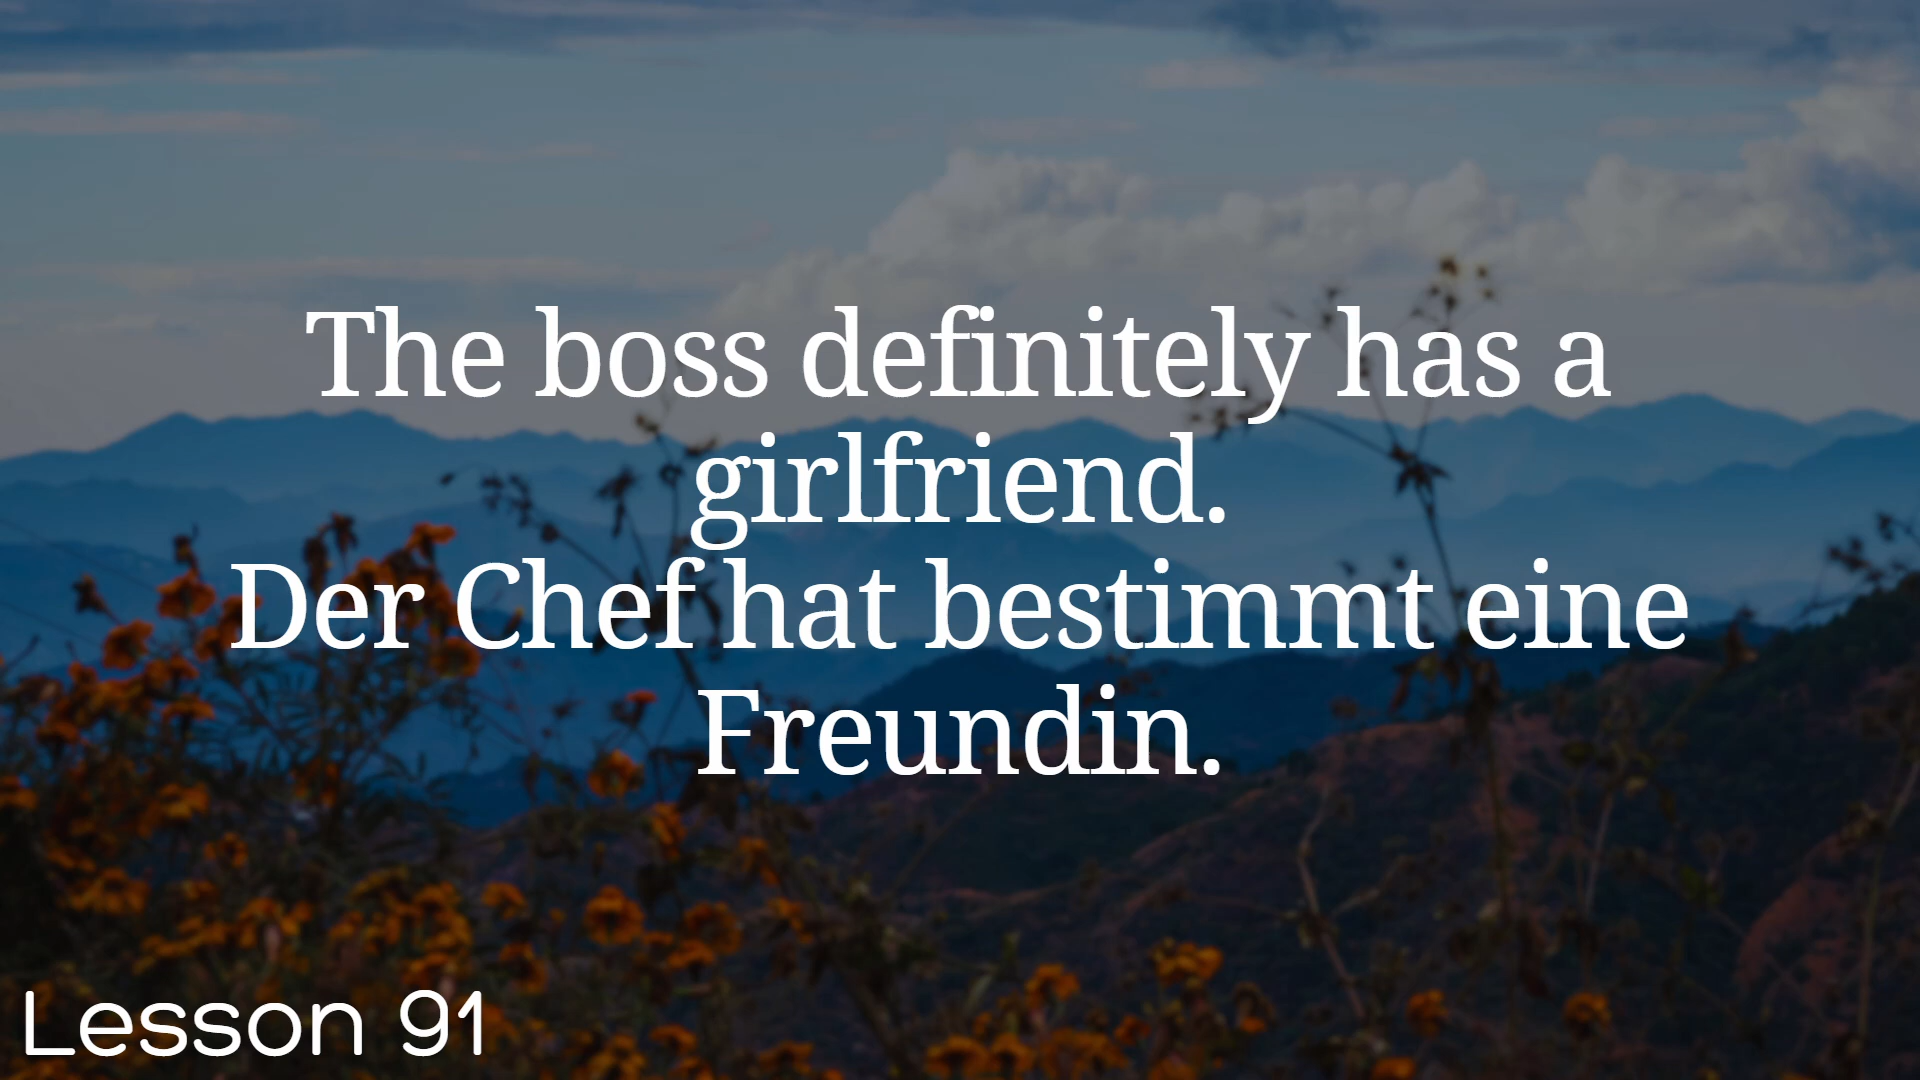 The boss definitely has a
girlfriend.
Der Chef hat bestimmt eine
Freundin.
Lesson 91